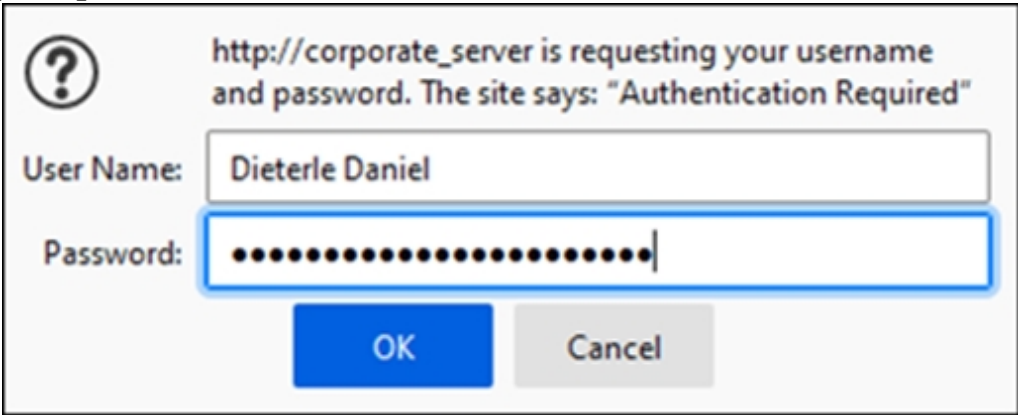 http://corporate_server is requesting your username
and password. The site says: “Authentication Required”
User Name: Dieterle Daniel
Password: •••••••••••••••••••••••
OK Cancel